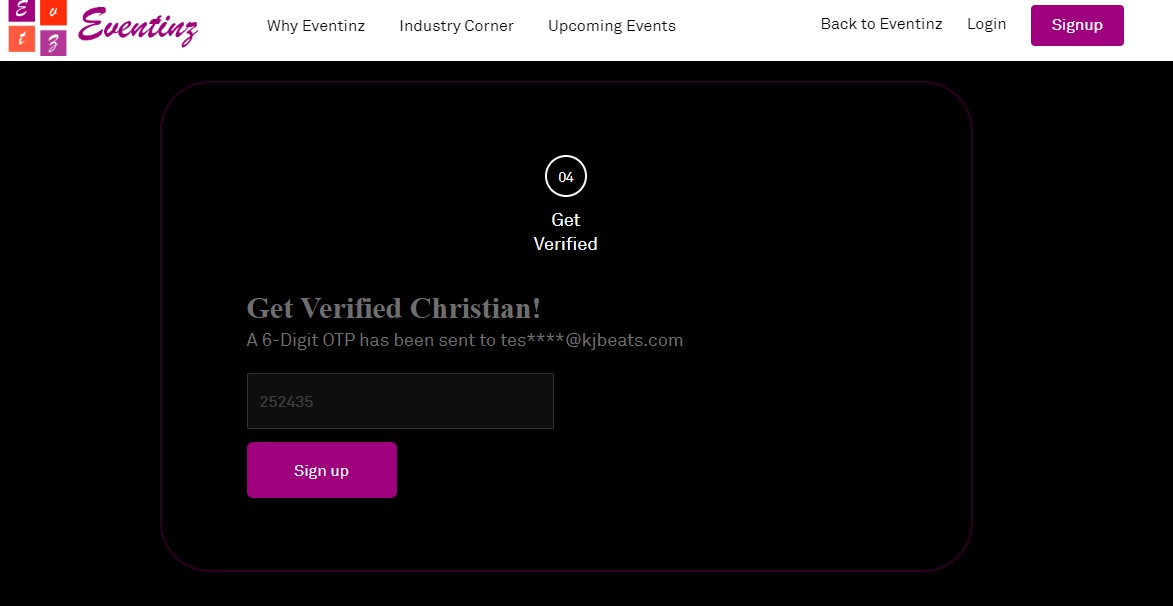 E v
t z
Eventinz
Why Eventinz
Industry Corner
Upcoming Events
Back to Eventinz
Login
Signup
04
Get
Verified
Get Verified Christian!
A 6-Digit OTP has been sent to tes****@kjbeats.com
252435
Sign up